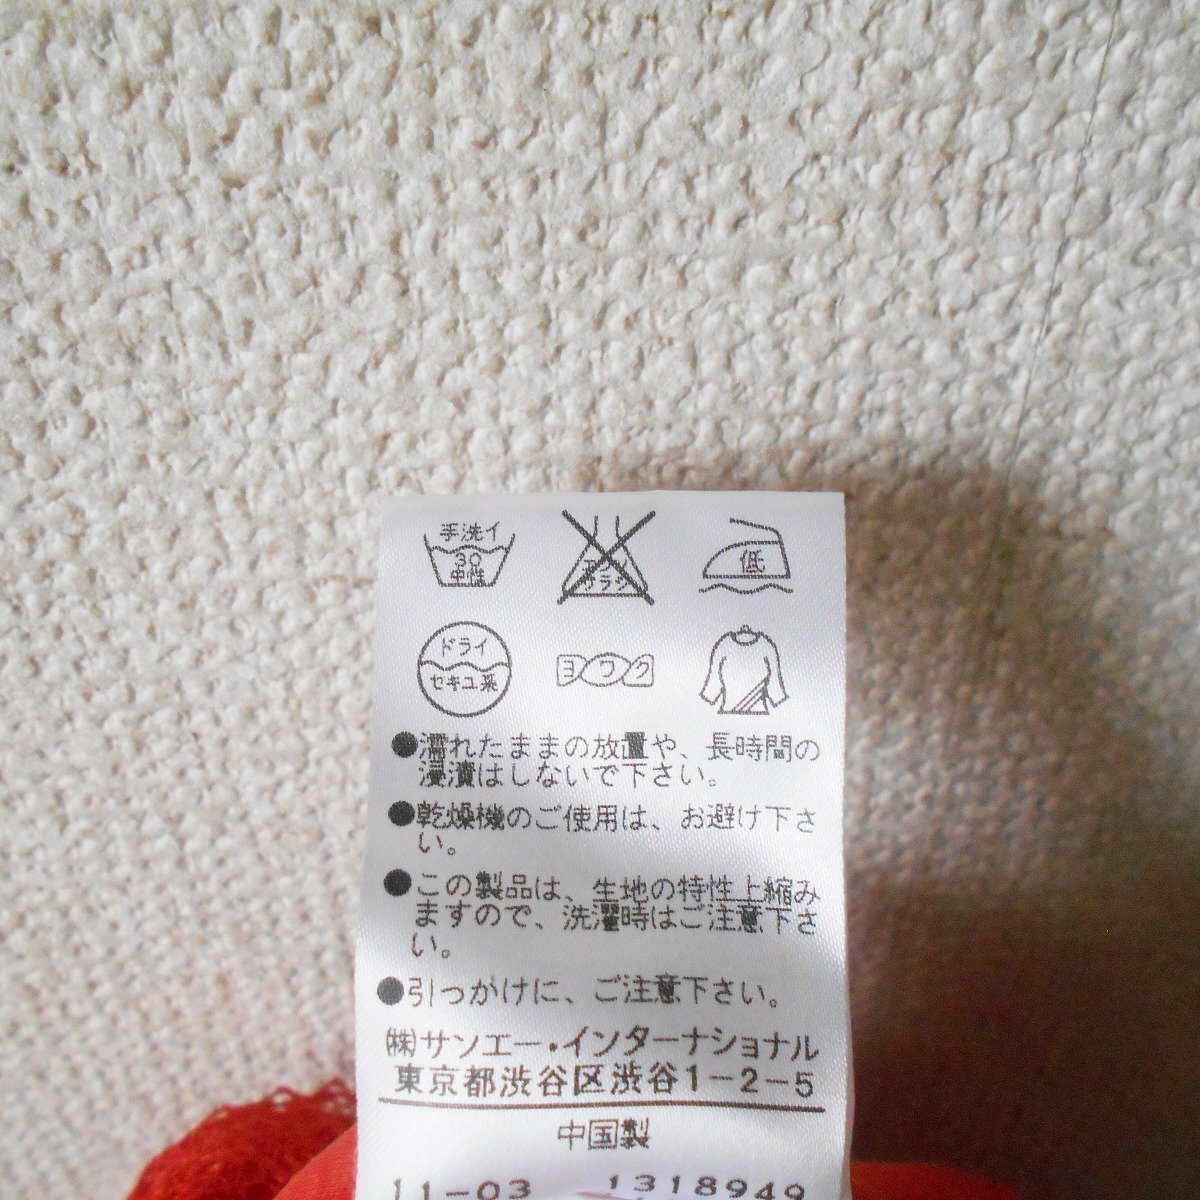 手洗イ
30
中性
エンソ
サラシ
低
ドライ
セキユ系
ヨワク
●濡れたままの放置や、長時間の
浸漬はしないで下さい。
●乾燥機のご使用は、お避け下さ
い。
●この製品は、生地の特性上縮み
ますので、洗濯時はご注意下さ
い。
●引っかけに、ご注意下さい。
㈱サンエー・インターナショナル
東京都渋谷区渋谷1-2-5
中国製
11-03 1318949